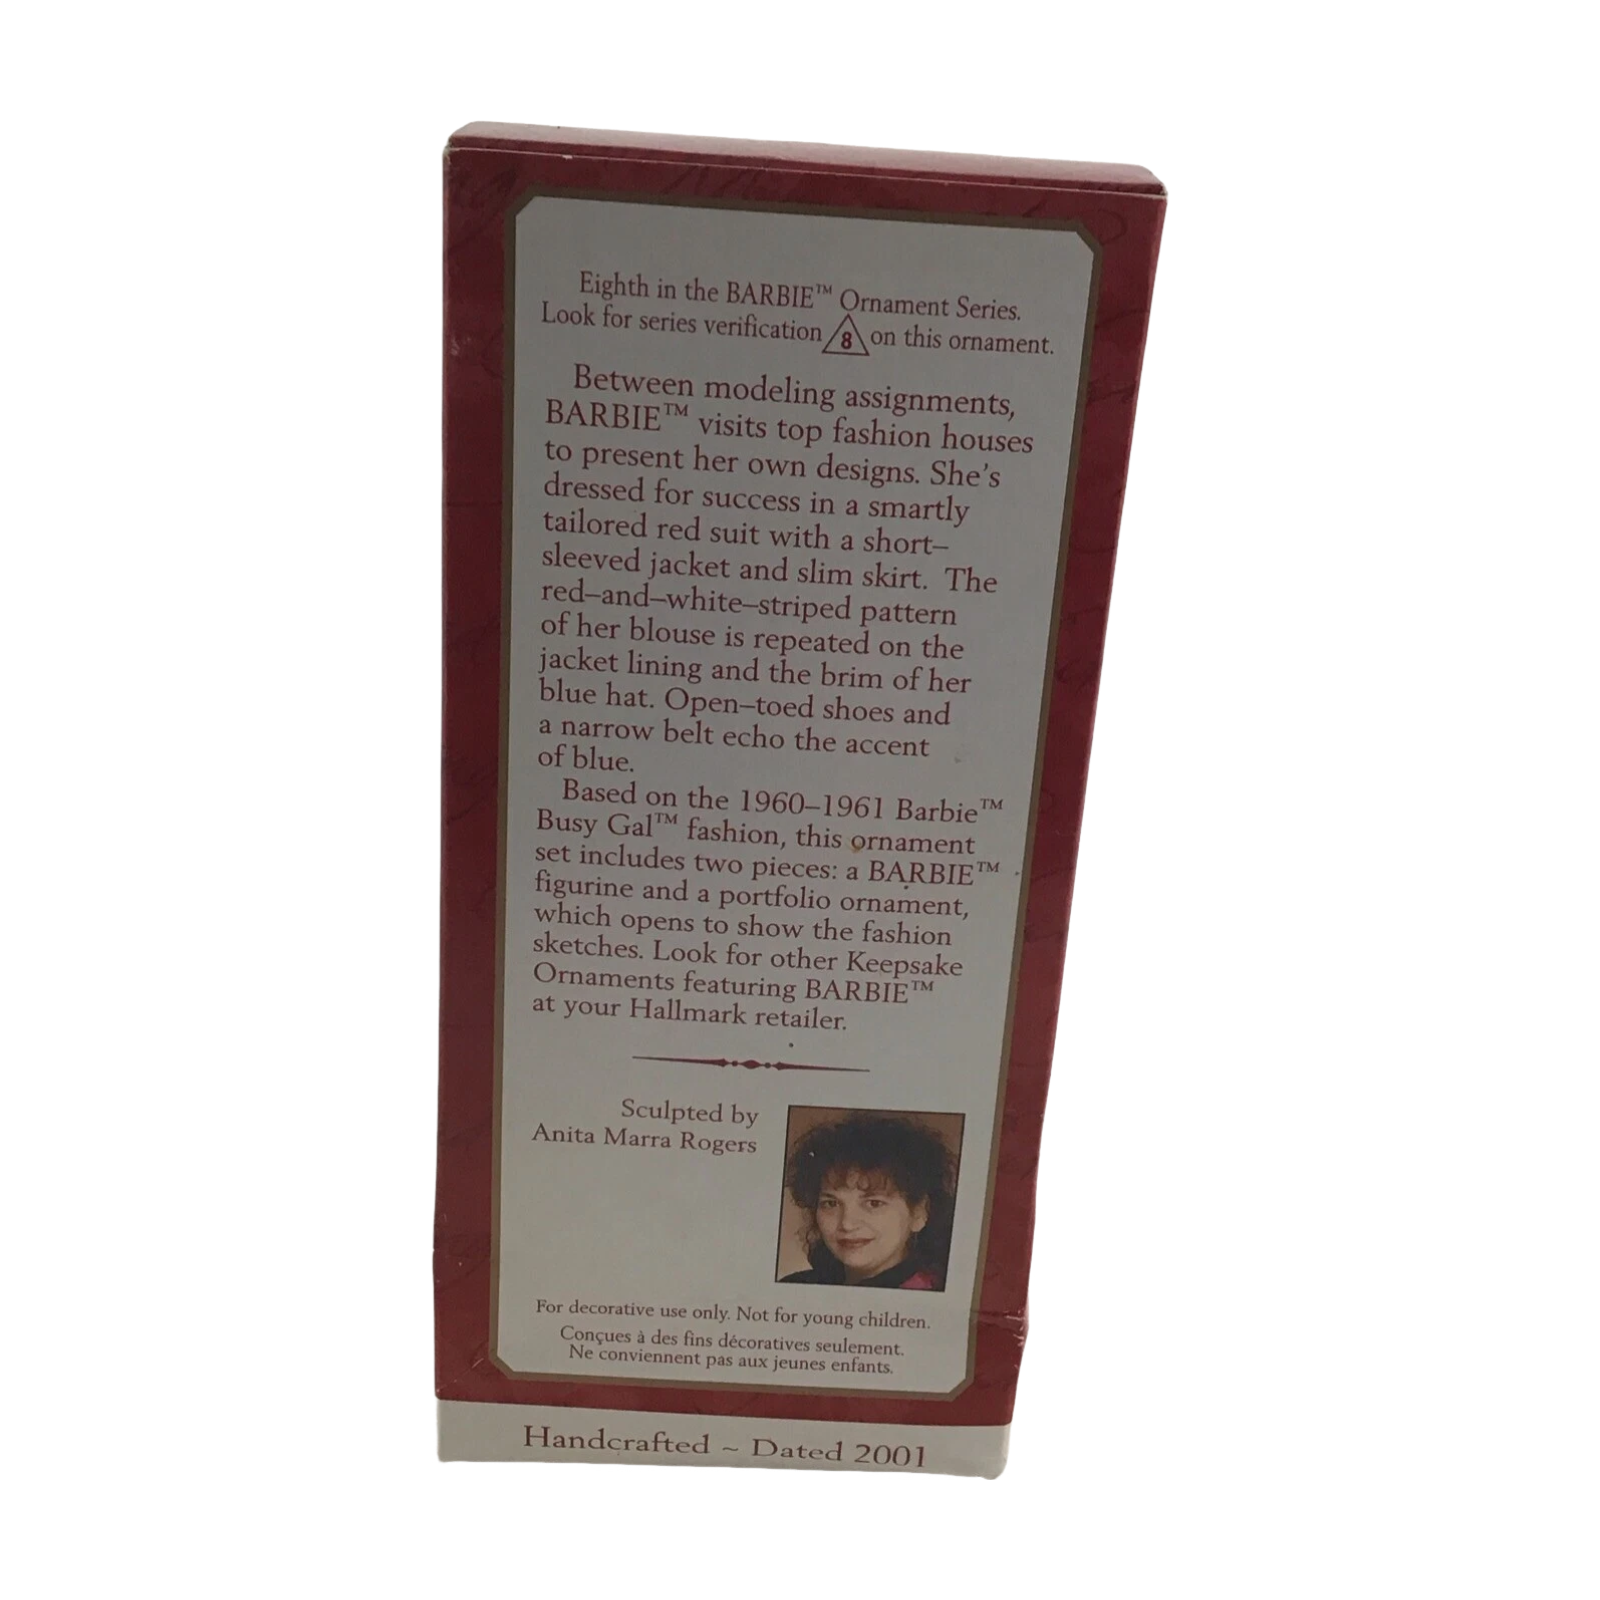 Eighth in the BARBIE™ Ornament Series.
Look for series verification 8 on this ornament.
Between modeling assignments,
BARBIE™ visits top fashion houses
to present her own designs. She's
dressed for success in a smartly
tailored red suit with a short–
sleeved jacket and slim skirt. The
red–and–white–striped pattern
of her blouse is repeated on the
jacket lining and the brim of her
blue hat. Open–toed shoes and
a narrow belt echo the accent
of blue.
Based on the 1960–1961 Barbie™
Busy Gal™ fashion, this ornament
set includes two pieces: a BARBIE™
figurine and a portfolio ornament,
which opens to show the fashion
sketches. Look for other Keepsake
Ornaments featuring BARBIE™
at your Hallmark retailer.
Sculpted by
Anita Marra Rogers
For decorative use only. Not for young children.
Conçues à des fins décoratives seulement.
Ne conviennent pas aux jeunes enfants.
Handcrafted ~ Dated 2001